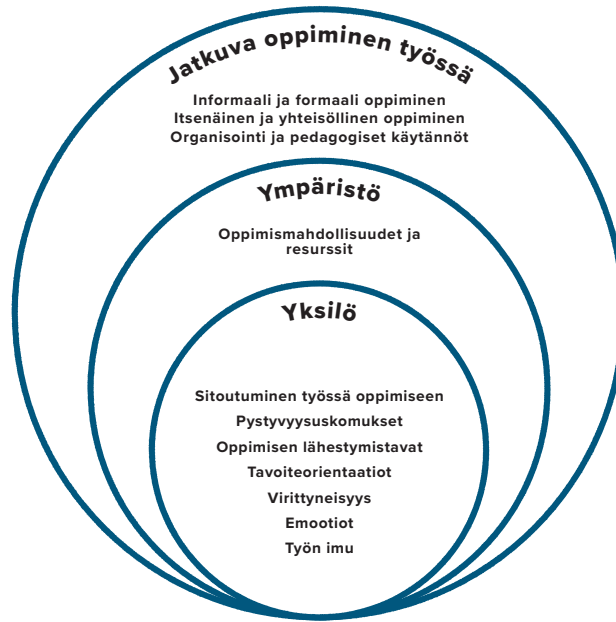 Jatkuva oppiminen työssä
Informaali ja formaali oppiminen
Itsenäinen ja yhteisöllinen oppiminen
Organisointi ja pedagogiset käytännöt
Ympäristö
Oppimismahdollisuudet ja
resurssit
Yksilö
Sitoutuminen työssä oppimiseen
Pystyvyysuskomukset
Oppimisen lähestymistavat
Tavoiteorientaatiot
Virittyneisyys
Emootiot
Työn imu